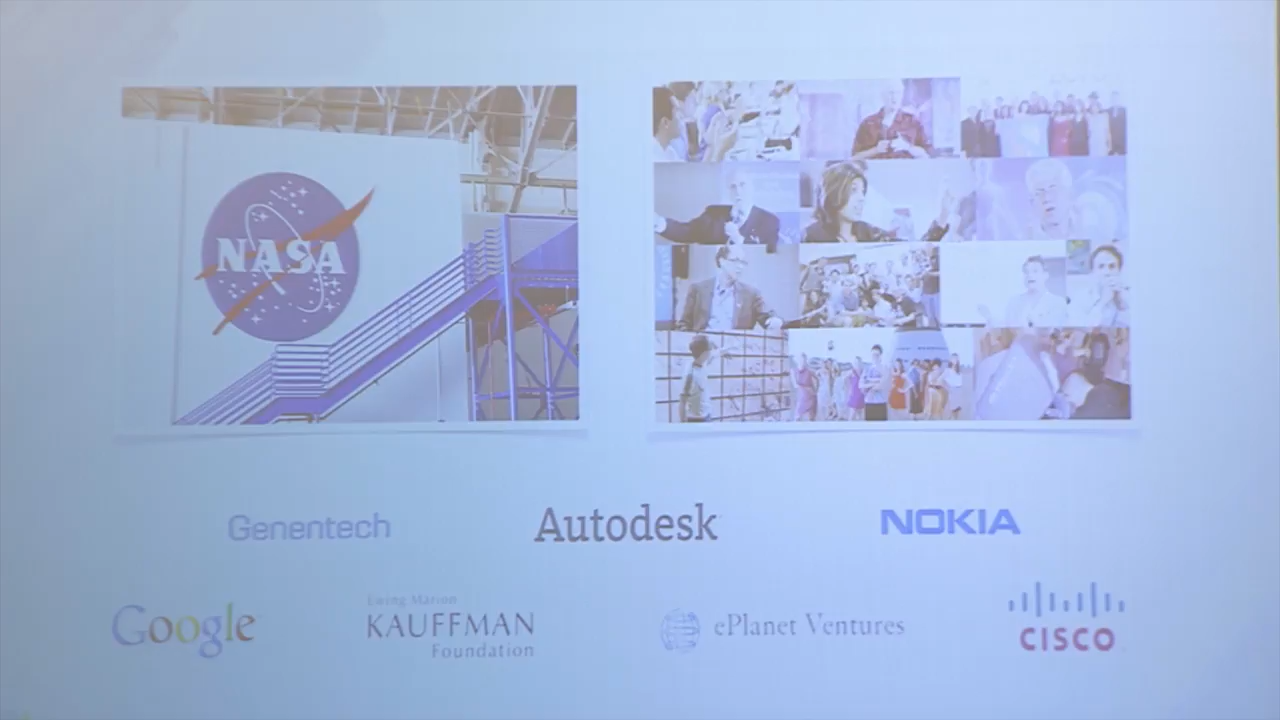 NASA
Genentech
Autodesk
NOKIA
Google
Ewing Marion
KAUFFMAN
Foundation
ePlanet Ventures
CISCO